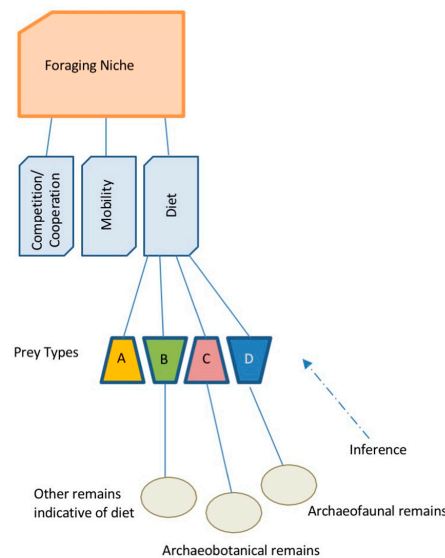 Foraging Niche
Competition/
Cooperation
Mobility
Diet
Prey Types
A
B
C
D
Inference
Other remains
indicative of diet
Archaeofaunal remains
Archaeobotanical remains